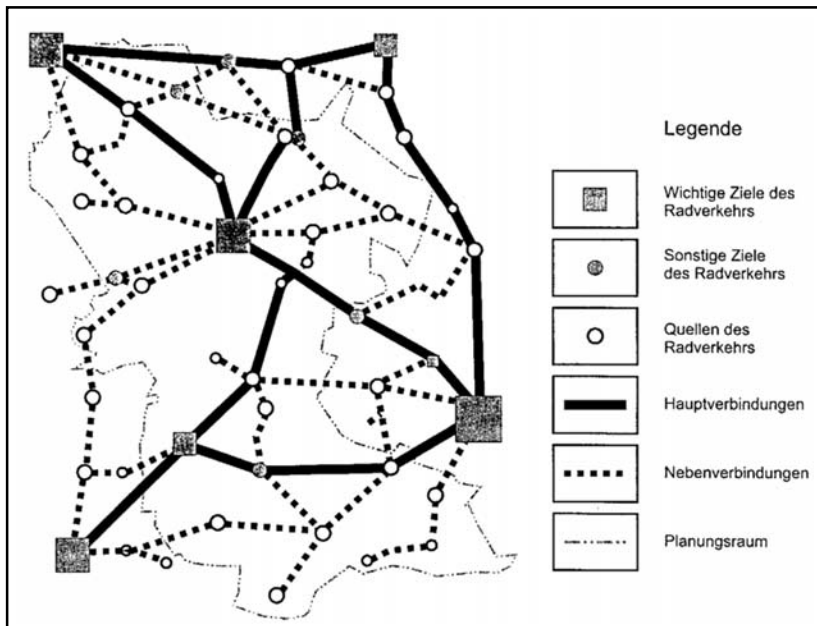 Legende
Wichtige Ziele des
Radverkehrs
Sonstige Ziele
des Radverkehrs
Quellen des
Radverkehrs
Hauptverbindungen
Nebenverbindungen
Planungsraum